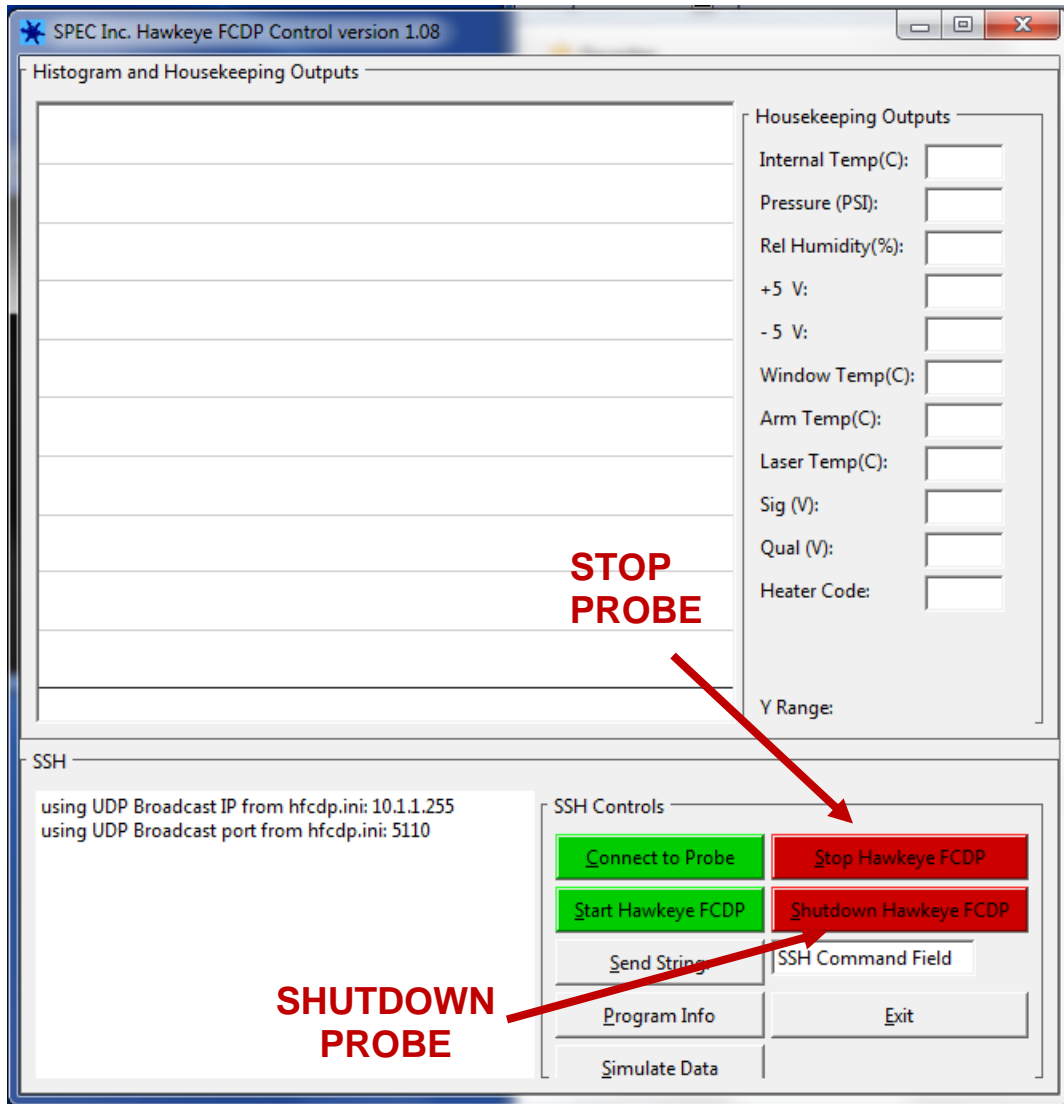 SPEC Inc. Hawkeye FCDP Control version 1.08
Histogram and Housekeeping Outputs
Housekeeping Outputs
Internal Temp(C):
Pressure (PSI):
Rel Humidity(%):
+5 V:
- 5 V:
Window Temp(C):
Arm Temp(C):
Laser Temp(C):
Sig (V):
Qual (V):
Heater Code:
Y Range:
STOP
PROBE
SSH
using UDP Broadcast IP from hfcdp.ini: 10.1.1.255
using UDP Broadcast port from hfcdp.ini: 5110
SSH Controls
Connect to Probe
Stop Hawkeye FCDP
Start Hawkeye FCDP
Shutdown Hawkeye FCDP
Send String:
SSH Command Field
SHUTDOWN
PROBE
Program Info
Exit
Simulate Data